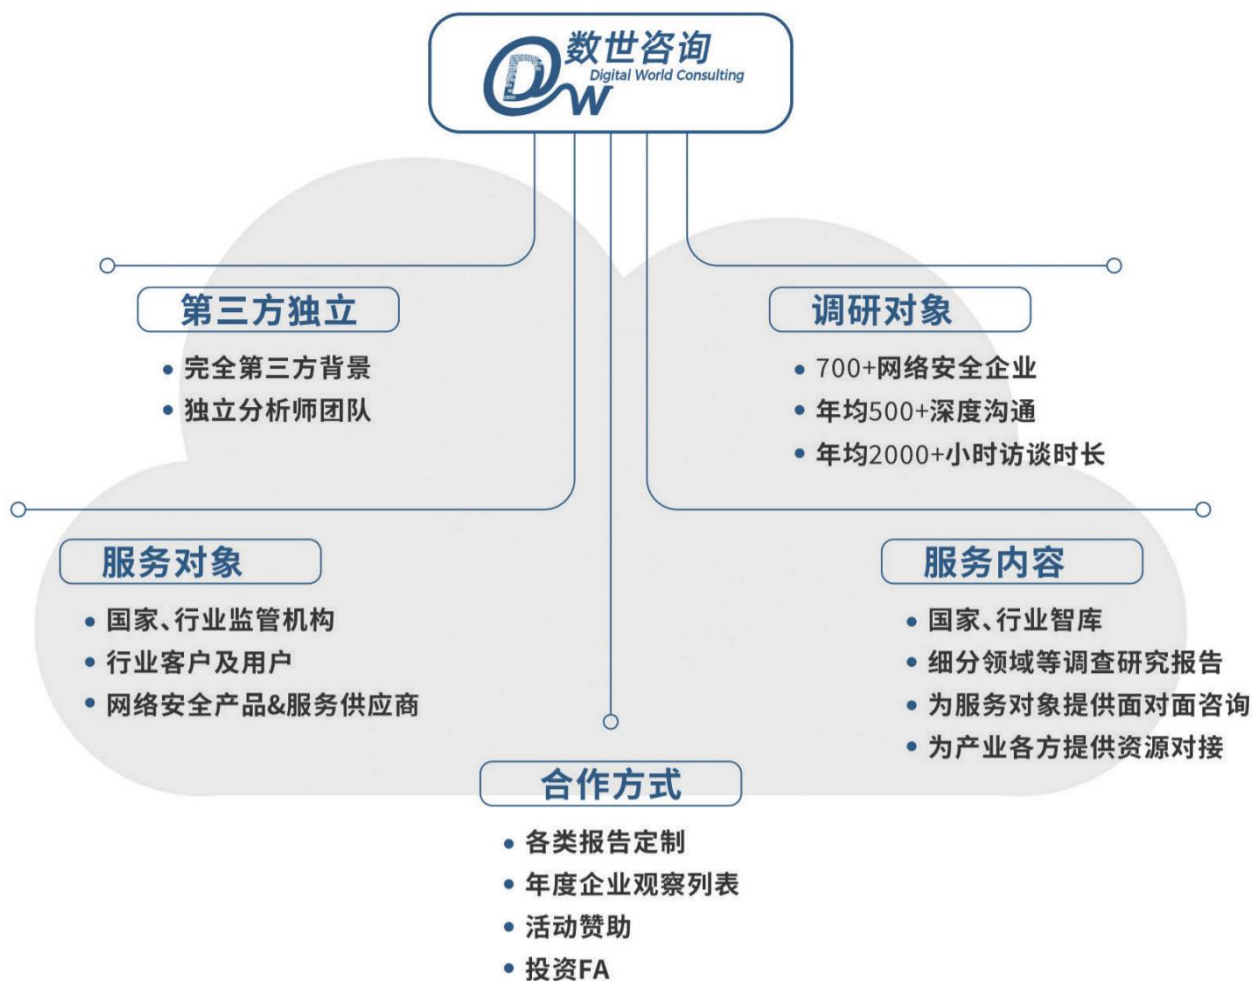 数世咨询
Digital World Consulting
DW
第三方独立
完全第三方背景
独立分析师团队
调研对象
700+网络安全企业
年均500+深度沟通
年均2000+小时访谈时长
服务对象
国家、行业监管机构
行业客户及用户
网络安全产品&服务供应商
服务内容
国家、行业智库
细分领域等调查研究报告
为服务对象提供面对面咨询
为产业各方提供资源对接
合作方式
各类报告定制
年度企业观察列表
活动赞助
投资FA